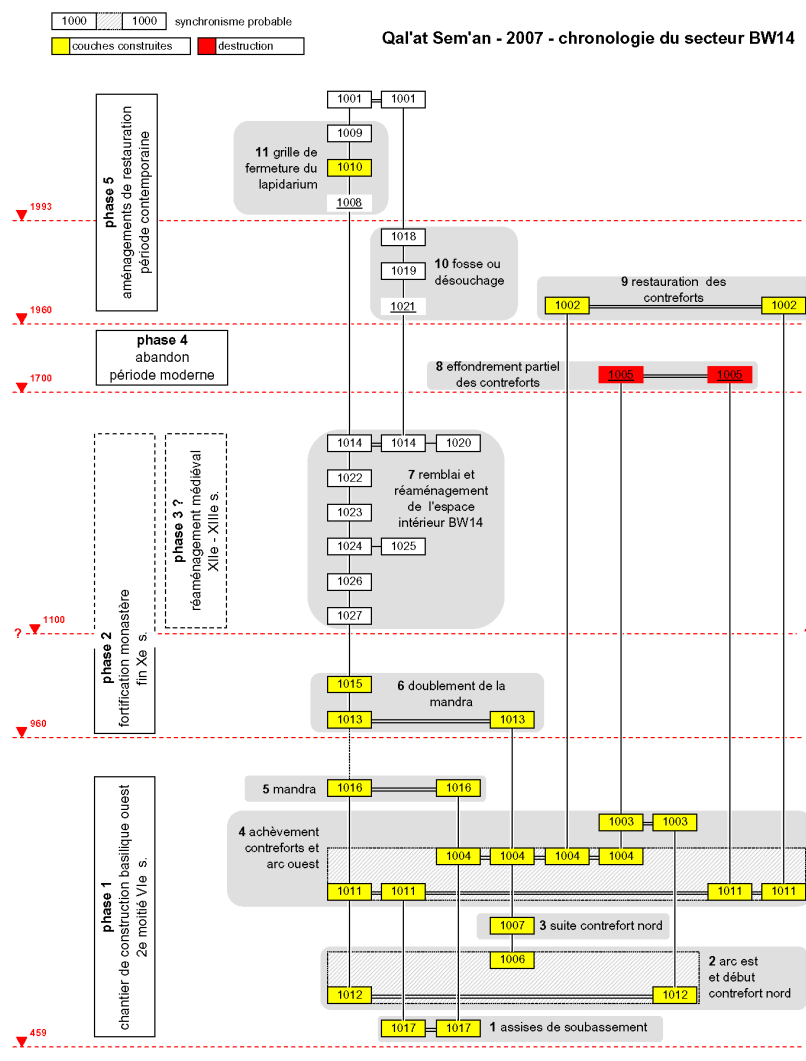 1000 1000 synchronisme probable
couches construites destruction
Qal'at Sem'an - 2007 - chronologie du secteur BW14
phase 5
aménagements de restauration
période contemporaine
1001 1001
1009
11 grille de
fermeture du
lapidarium
1010
1008
1993
1018
1019
10 fosse ou
désouchage
1021
9 restauration des
contreforts
1002 1002
1960
phase 4
abandon
période moderne
8 effondrement partiel
des contreforts
1005 1005
1700
phase 2
fortification monastère
fin Xe s.
phase 3 ?
réaménagement médiéval
XIIe - XIIIe s.
1014 1014 1020
1022
7 remblai et
réaménagement
de l'espace
intérieur BW14
1023
1024 1025
1026
1027
? 1100 ?
1015
6 doublement de la
mandra
1013 1013
960
phase 1
chantier de construction basilique ouest
2e moitié VIe s.
5 mandra
1016 1016
4 achèvement
contreforts et
arc ouest
1003 1003
1004 1004 1004 1004
1011 1011 1011 1011
1007
3 suite contrefort nord
1006
2 arc est
et début
contrefort nord
1012 1012
1017 1017
1 assises de soubassement
459